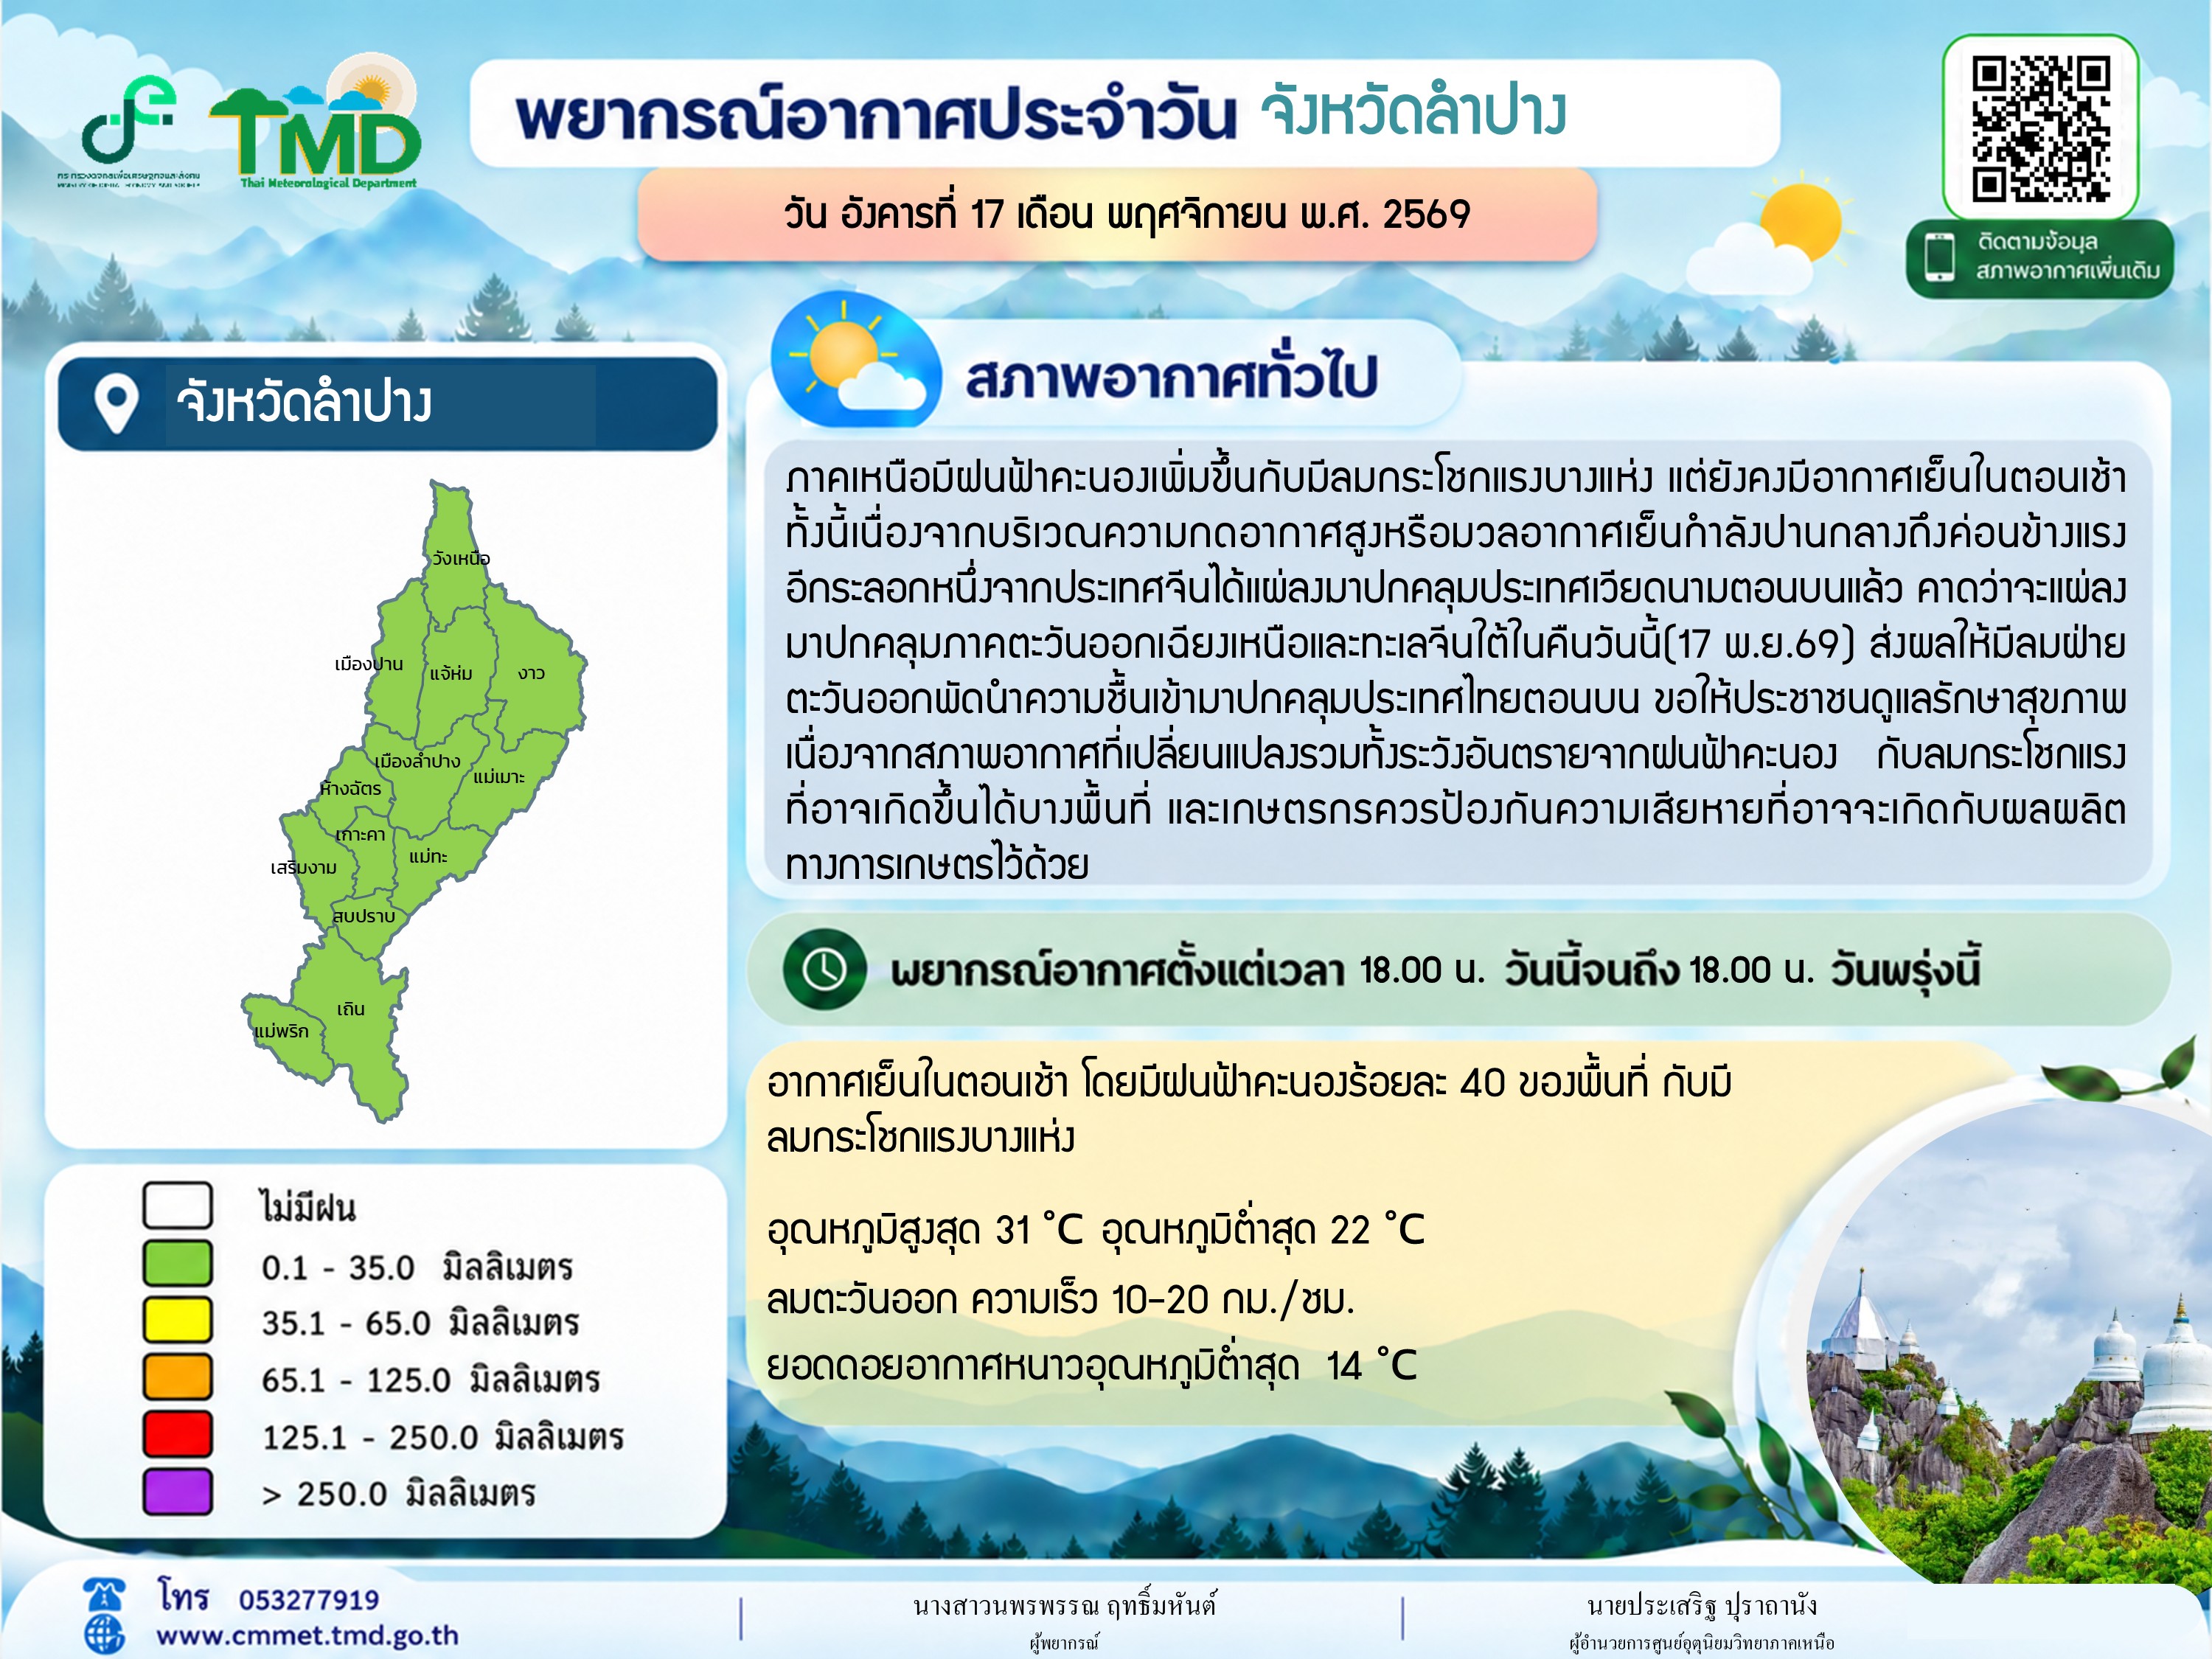 พยากรณ์อากาศประจำวัน จังหวัดลำปาง
TMD
Thai Meteorological Department
วัน อังคารที่ 17 เดือน พฤศจิกายน พ.ศ. 2569
ติดตามข้อมูล
สภาพอากาศเพิ่มเติม
จังหวัดลำปาง
วังเหนือ
เมืองปาน
แจ้ห่ม
งาว
เมืองลำปาง
แม่เมาะ
ห้างฉัตร
เกาะคา
แม่ทะ
เสริมงาม
สบปราบ
เถิน
แม่พริก
ไม่มีฝน
0.1 - 35.0 มิลลิเมตร
35.1 - 65.0 มิลลิเมตร
65.1 - 125.0 มิลลิเมตร
125.1 - 250.0 มิลลิเมตร
> 250.0 มิลลิเมตร
สภาพอากาศทั่วไป
ภาคเหนือมีฝนฟ้าคะนองเพิ่มขึ้นกับมีลมกระโชกแรงบางแห่ง แต่ยังคงมีอากาศเย็นในตอนเช้า
ทั้งนี้เนื่องจากบริเวณความกดอากาศสูงหรือมวลอากาศเย็นกำลังปานกลางถึงค่อนข้างแรง
อีกระลอกหนึ่งจากประเทศจีนได้แผ่ลงมาปกคลุมประเทศเวียดนามตอนบนแล้ว คาดว่าจะแผ่ลง
มาปกคลุมภาคตะวันออกเฉียงเหนือและทะเลจีนใต้ในคืนวันนี้(17 พ.ย.69) ส่งผลให้มีลมฝ่าย
ตะวันออกพัดนำความชื้นเข้ามาปกคลุมประเทศไทยตอนบน ขอให้ประชาชนดูแลรักษาสุขภาพ
เนื่องจากสภาพอากาศที่เปลี่ยนแปลงรวมทั้งระวังอันตรายจากฝนฟ้าคะนอง กับลมกระโชกแรง
ที่อาจเกิดขึ้นได้บางพื้นที่ และเกษตรกรควรป้องกันความเสียหายที่อาจจะเกิดกับผลผลิต
ทางการเกษตรไว้ด้วย
พยากรณ์อากาศตั้งแต่เวลา 18.00 น. วันนี้จนถึง 18.00 น. วันพรุ่งนี้
อากาศเย็นในตอนเช้า โดยมีฝนฟ้าคะนองร้อยละ 40 ของพื้นที่ กับมี
ลมกระโชกแรงบางแห่ง
อุณหภูมิสูงสุด 31 °C อุณหภูมิต่ำสุด 22 °C
ลมตะวันออก ความเร็ว 10-20 กม./ชม.
ยอดดอยอากาศหนาวอุณหภูมิต่ำสุด 14 °C
โทร 053277919
www.cmmet.tmd.go.th
นางสาวนพรพรรณ ฤทธิ์มหันต์
ผู้พยากรณ์
นายประเสริฐ ปุราถานัง
ผู้อำนวยการศูนย์อุตุนิยมวิทยาภาคเหนือ